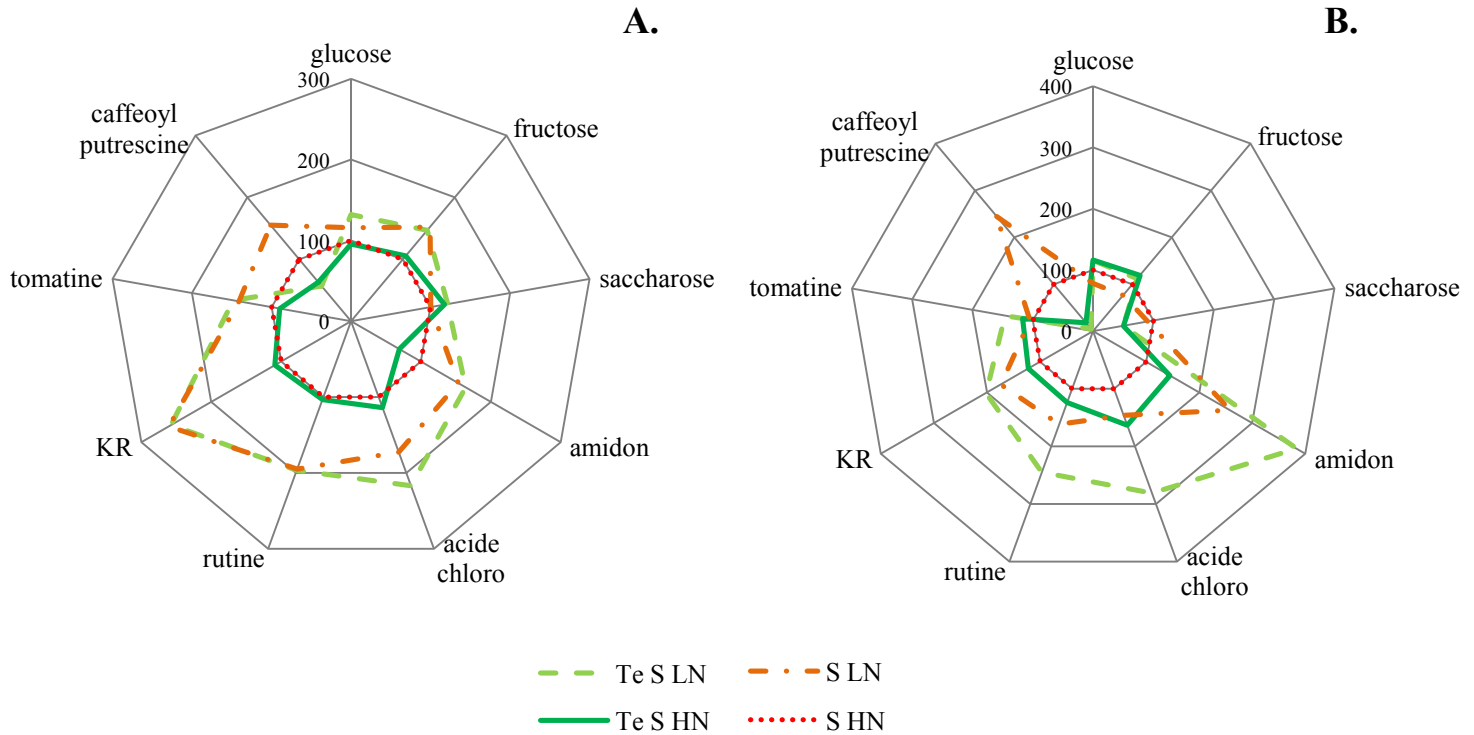 A.
glucose
300
caffeoyl
putrescine
fructose
200
100
tomatine
saccharose
0
KR
amidon
rutine
acide
chloro
B.
glucose
400
caffeoyl
putrescine
fructose
300
200
100
tomatine
saccharose
0
KR
amidon
rutine
acide
chloro
Te S LN
S LN
Te S HN
S HN